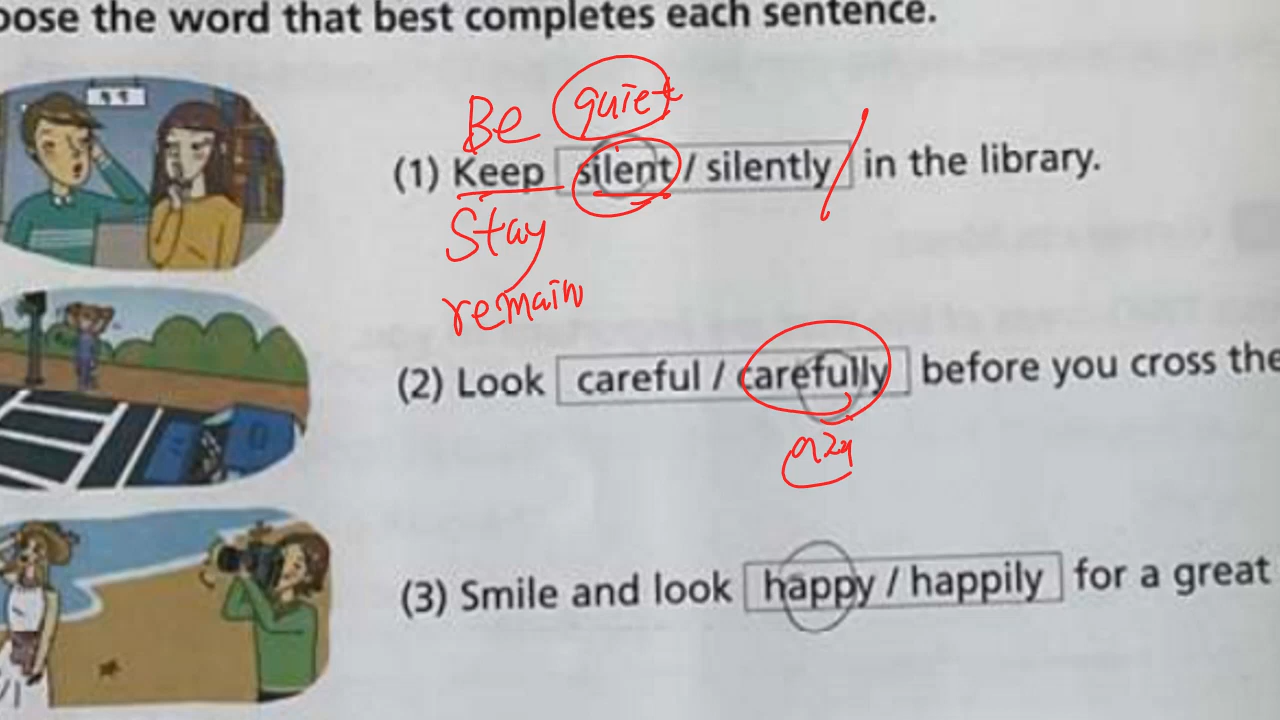 oose the word that best completes each sentence.
Be quiet
(1) Keep silent / silently / in the library.
Stay
remain
(2) Look careful / carefully before you cross the
(3) Smile and look happy / happily for a great